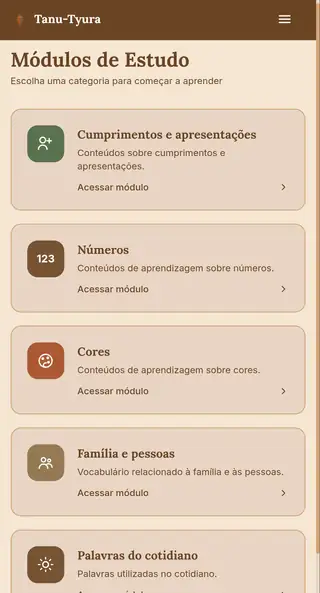 Tanu-Tyura
Módulos de Estudo
Escolha uma categoria para começar a aprender
Cumprimentos e apresentações
Conteúdos sobre cumprimentos e
apresentações.
Acessar módulo
123
Números
Conteúdos de aprendizagem sobre números.
Acessar módulo
Cores
Conteúdos de aprendizagem sobre cores.
Acessar módulo
Família e pessoas
Vocabulário relacionado à família e às pessoas.
Acessar módulo
Palavras do cotidiano
Palavras utilizadas no cotidiano.